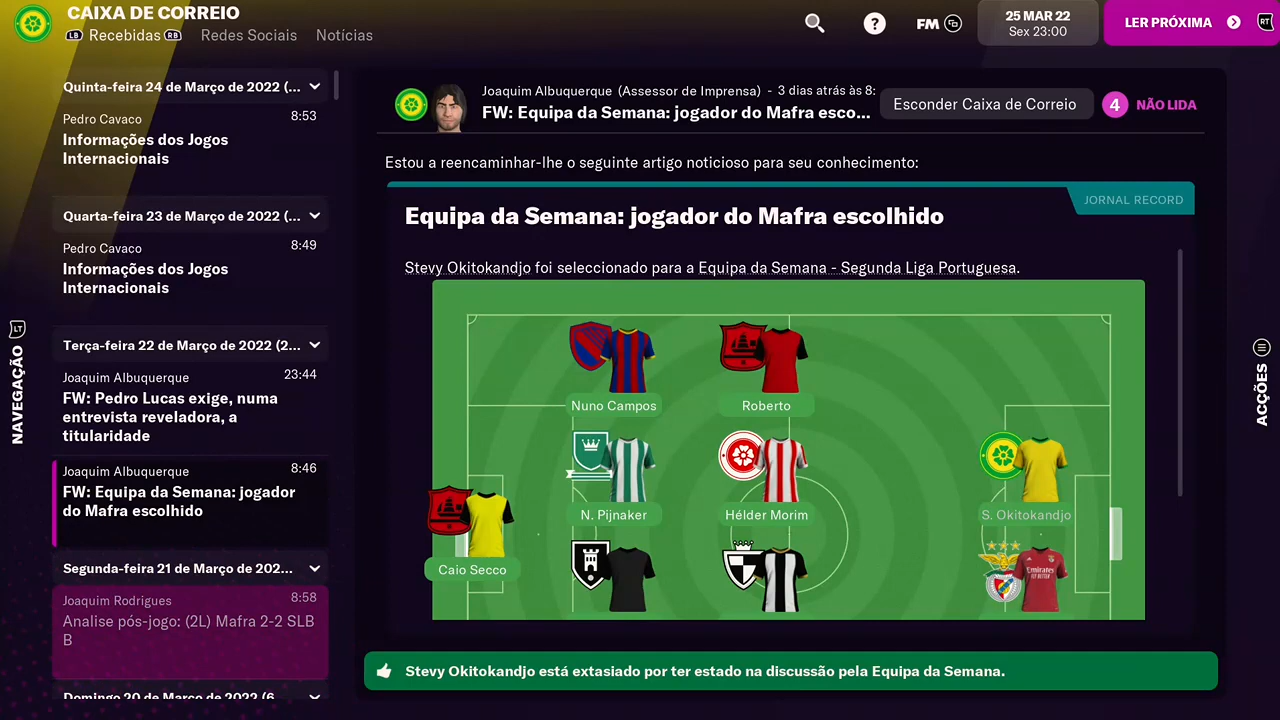 CAIXA DE CORREIO
LB Recebidas RB Redes Sociais Notícias
FM
25 MAR 22
Sex 23:00
LER PRÓXIMA
RT
Quinta-feira 24 de Março de 2022 (...
Pedro Cavaco 8:53
Informações dos Jogos
Internacionais
Quarta-feira 23 de Março de 2022 (...
Pedro Cavaco 8:49
Informações dos Jogos
Internacionais
Terça-feira 22 de Março de 2022 (2...
Joaquim Albuquerque 23:44
FW: Pedro Lucas exige, numa
entrevista reveladora, a
titularidade
Joaquim Albuquerque 8:46
FW: Equipa da Semana: jogador
do Mafra escolhido
Segunda-feira 21 de Março de 202...
Joaquim Rodrigues 8:58
Analise pós-jogo: (2L) Mafra 2-2 SLB
B
Domingo 20 de Março de 2022 (6
LT
NAVEGAÇÃO
Joaquim Albuquerque (Assessor de Imprensa) - 3 dias atrás às 8:
FW: Equipa da Semana: jogador do Mafra esco...
Esconder Caixa de Correio
4 NÃO LIDA
Estou a reencaminhar-lhe o seguinte artigo noticioso para seu conhecimento:
JORNAL RECORD
Equipa da Semana: jogador do Mafra escolhido
Stevy Okitokandjo foi seleccionado para a Equipa da Semana - Segunda Liga Portuguesa.
Nuno Campos
Roberto
N. Pijnaker
Hélder Morim
S. Okitokandjo
Caio Secco
Emirates
FLY BETTER
Stevy Okitokandjo está extasiado por ter estado na discussão pela Equipa da Semana.
ACÇÕES